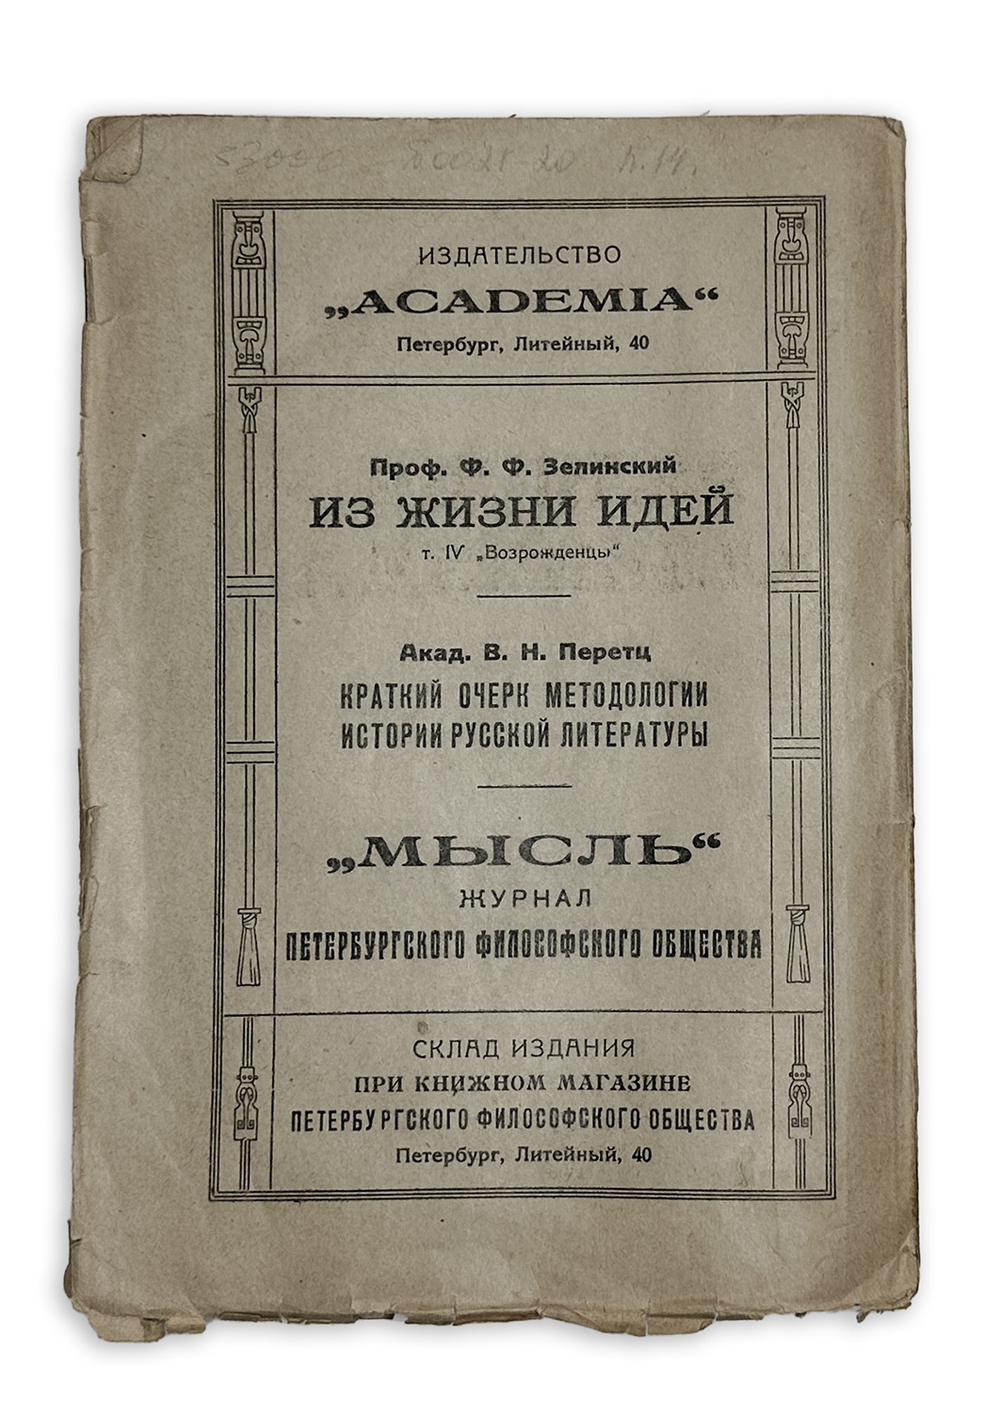 ИЗДАТЕЛЬСТВО
„ACADEMIA“
Петербург, Литейный, 40
Проф. Ф. Ф. Зелинский
ИЗ ЖИЗНИ ИДЕЙ
т. IV „Возрожденцы“
Акад. В. Н. Перетц
КРАТКИЙ ОЧЕРК МЕТОДОЛОГИИ
ИСТОРИИ РУССКОЙ ЛИТЕРАТУРЫ
„МЫСЛЬ“
ЖУРНАЛ
ПЕТЕРБУРГСКОГО ФИЛОСОФСКОГО ОБЩЕСТВА
СКЛАД ИЗДАНИЯ
ПРИ КНИЖНОМ МАГАЗИНЕ
ПЕТЕРБУРГСКОГО ФИЛОСОФСКОГО ОБЩЕСТВА
Петербург, Литейный, 40